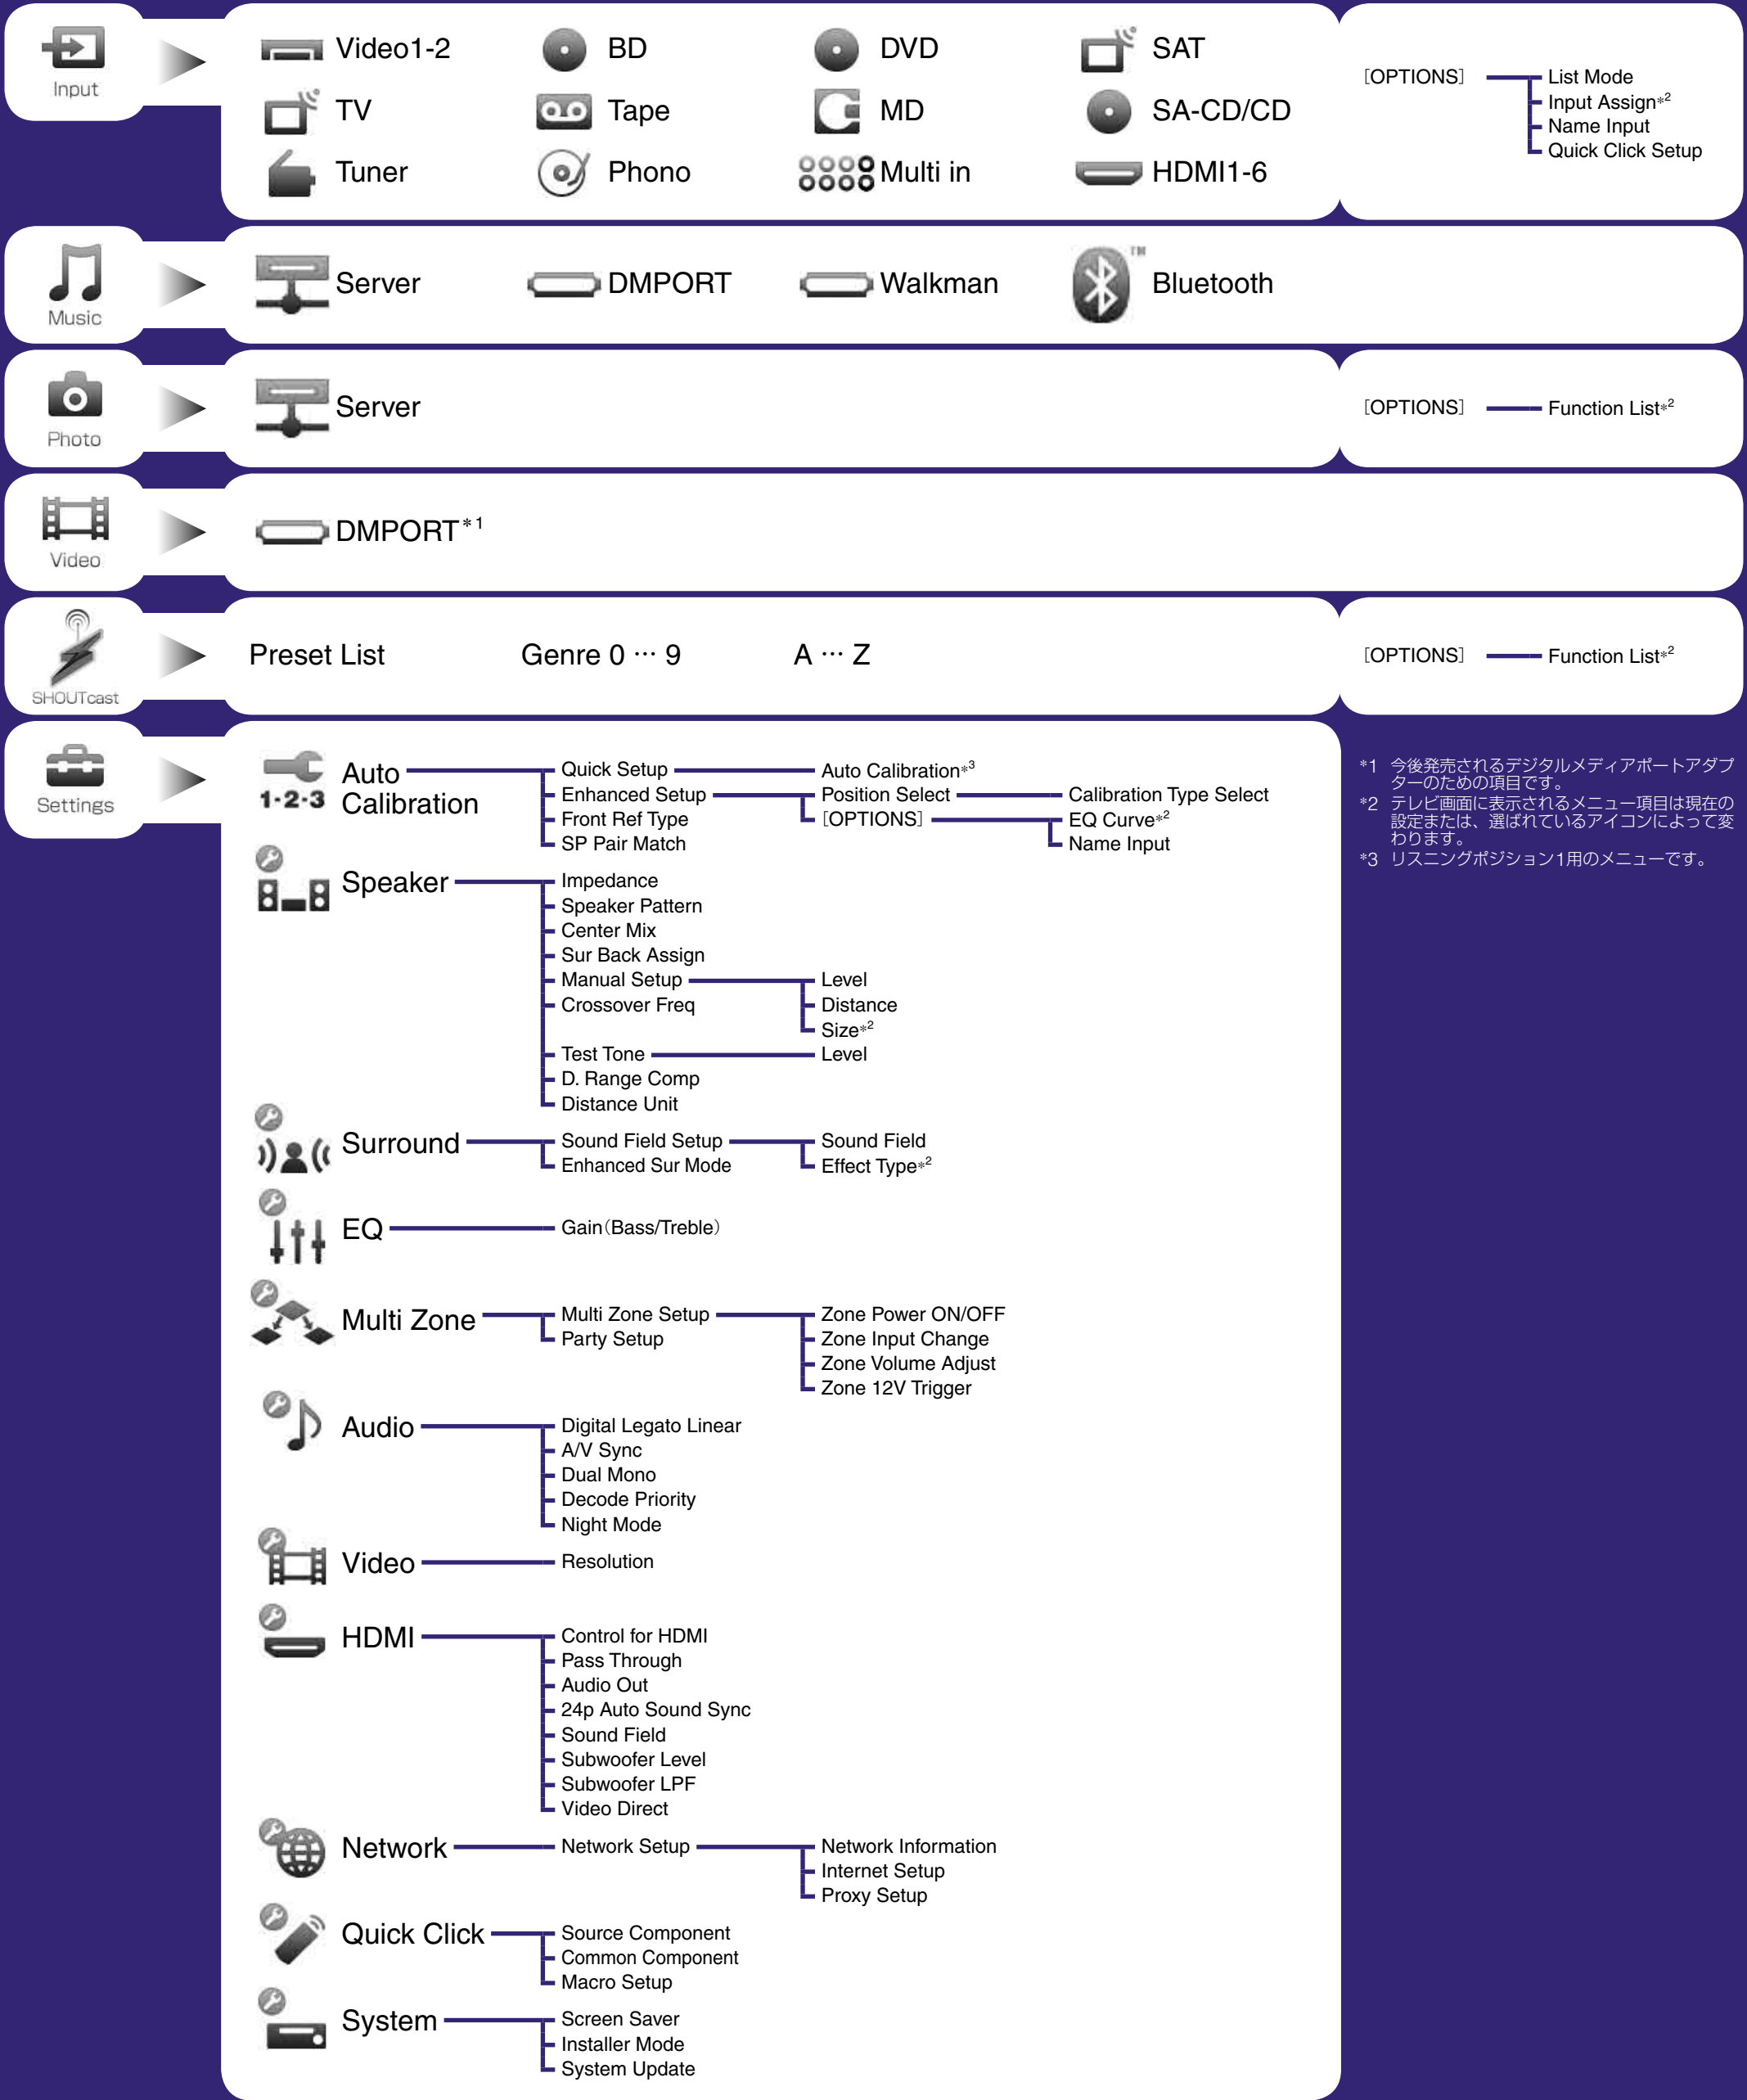 Input
Video1-2
BD
DVD
SAT
TV
Tape
MD
SA-CD/CD
Tuner
Phono
Multi in
HDMI1-6
[OPTIONS]
List Mode
Input Assign*2
Name Input
Quick Click Setup
Music
Server
DMPORT
Walkman
TM
Bluetooth
Photo
Server
[OPTIONS]
Function List*2
Video
DMPORT*1
SHOUTcast
Preset List
Genre 0 … 9
A … Z
[OPTIONS]
Function List*2
Settings
1-2-3
Auto
Calibration
Quick Setup
Auto Calibration*3
Enhanced Setup
Position Select
Calibration Type Select
Front Ref Type
[OPTIONS]
EQ Curve*2
SP Pair Match
Name Input
Speaker
Impedance
Speaker Pattern
Center Mix
Sur Back Assign
Manual Setup
Level
Crossover Freq
Distance
Size*2
Test Tone
Level
D. Range Comp
Distance Unit
Surround
Sound Field Setup
Sound Field
Enhanced Sur Mode
Effect Type*2
EQ
Gain（Bass/Treble）
Multi Zone
Multi Zone Setup
Zone Power ON/OFF
Party Setup
Zone Input Change
Zone Volume Adjust
Zone 12V Trigger
Audio
Digital Legato Linear
A/V Sync
Dual Mono
Decode Priority
Night Mode
Video
Resolution
HDMI
Control for HDMI
Pass Through
Audio Out
24p Auto Sound Sync
Sound Field
Subwoofer Level
Subwoofer LPF
Video Direct
Network
Network Setup
Network Information
Internet Setup
Proxy Setup
Quick Click
Source Component
Common Component
Macro Setup
System
Screen Saver
Installer Mode
System Update
*1 今後発売されるデジタルメディアポートアダプ
ターのための項目です。
*2 テレビ画面に表示されるメニュー項目は現在の
設定または、選ばれているアイコンによって変
わります。
*3 リスニングポジション1用のメニューです。